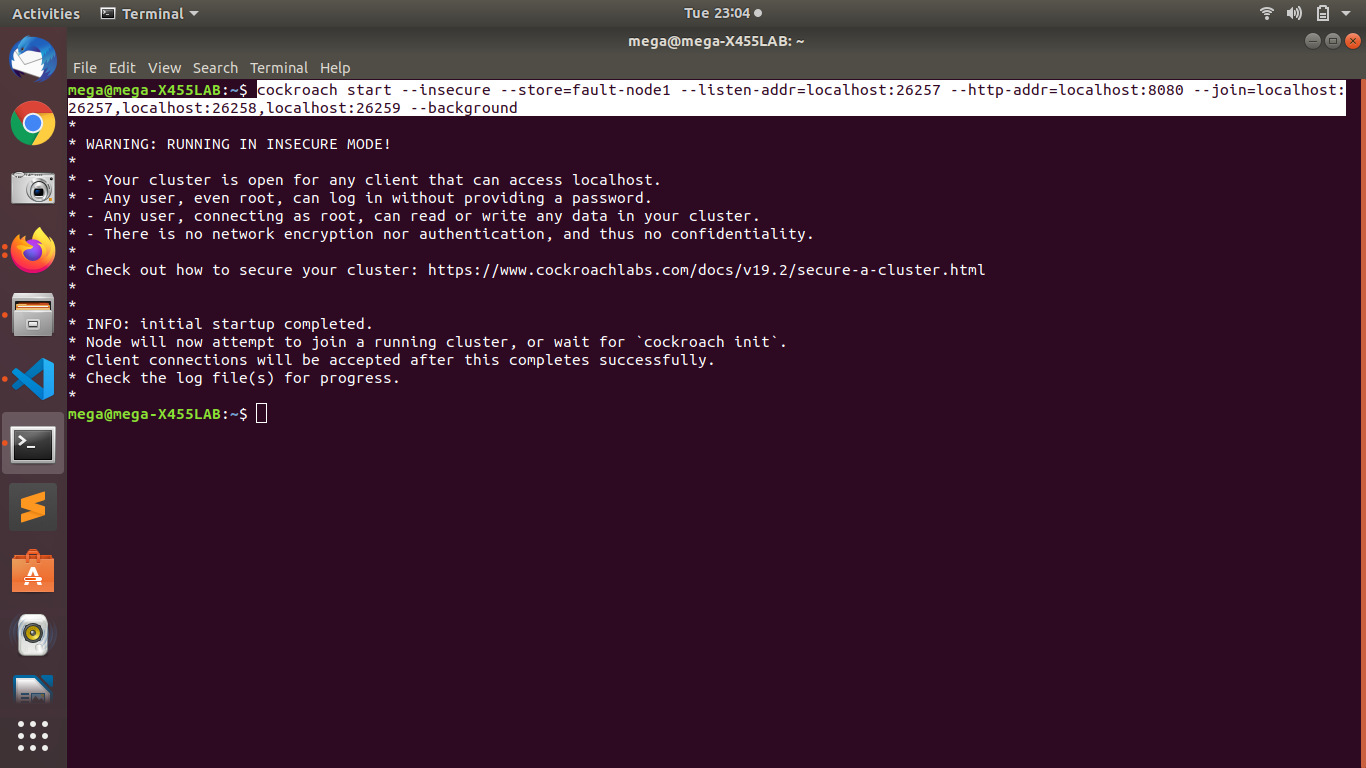 Activities Terminal Tue 23:04
mega@mega-X455LAB: ~
File Edit View Search Terminal Help
mega@mega-X455LAB:~$ cockroach start --insecure --store=fault-node1 --listen-addr=localhost:26257 --http-addr=localhost:8080 --join=localhost:
26257,localhost:26258,localhost:26259 --background
*
* WARNING: RUNNING IN INSECURE MODE!
*
* - Your cluster is open for any client that can access localhost.
* - Any user, even root, can log in without providing a password.
* - Any user, connecting as root, can read or write any data in your cluster.
* - There is no network encryption nor authentication, and thus no confidentiality.
*
* Check out how to secure your cluster: https://www.cockroachlabs.com/docs/v19.2/secure-a-cluster.html
*
*
* INFO: initial startup completed.
* Node will now attempt to join a running cluster, or wait for `cockroach init`.
* Client connections will be accepted after this completes successfully.
* Check the log file(s) for progress.
*
mega@mega-X455LAB:~$